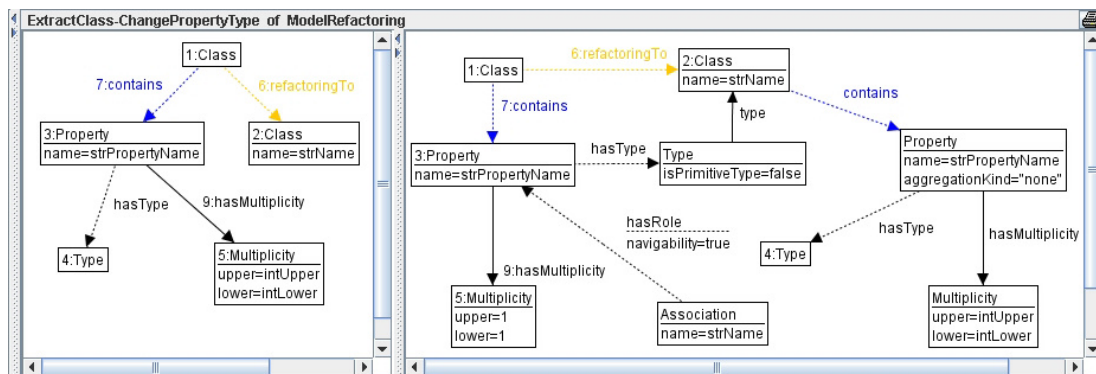 ExtractClass-ChangePropertyType of ModelRefactoring
1:Class
7:contains
6:refactoringTo
3:Property
name=strPropertyName
2:Class
name=strName
hasType
9:hasMultiplicity
4:Type
5:Multiplicity
upper=intUpper
lower=intLower
1:Class
6:refactoringTo
2:Class
name=strName
7:contains
contains
type
3:Property
name=strPropertyName
hasType
Type
isPrimitiveType=false
Property
name=strPropertyName
aggregationKind="none"
hasRole
navigability=true
hasType
4:Type
hasMultiplicity
9:hasMultiplicity
5:Multiplicity
upper=1
lower=1
Association
name=strName
Multiplicity
upper=intUpper
lower=intLower